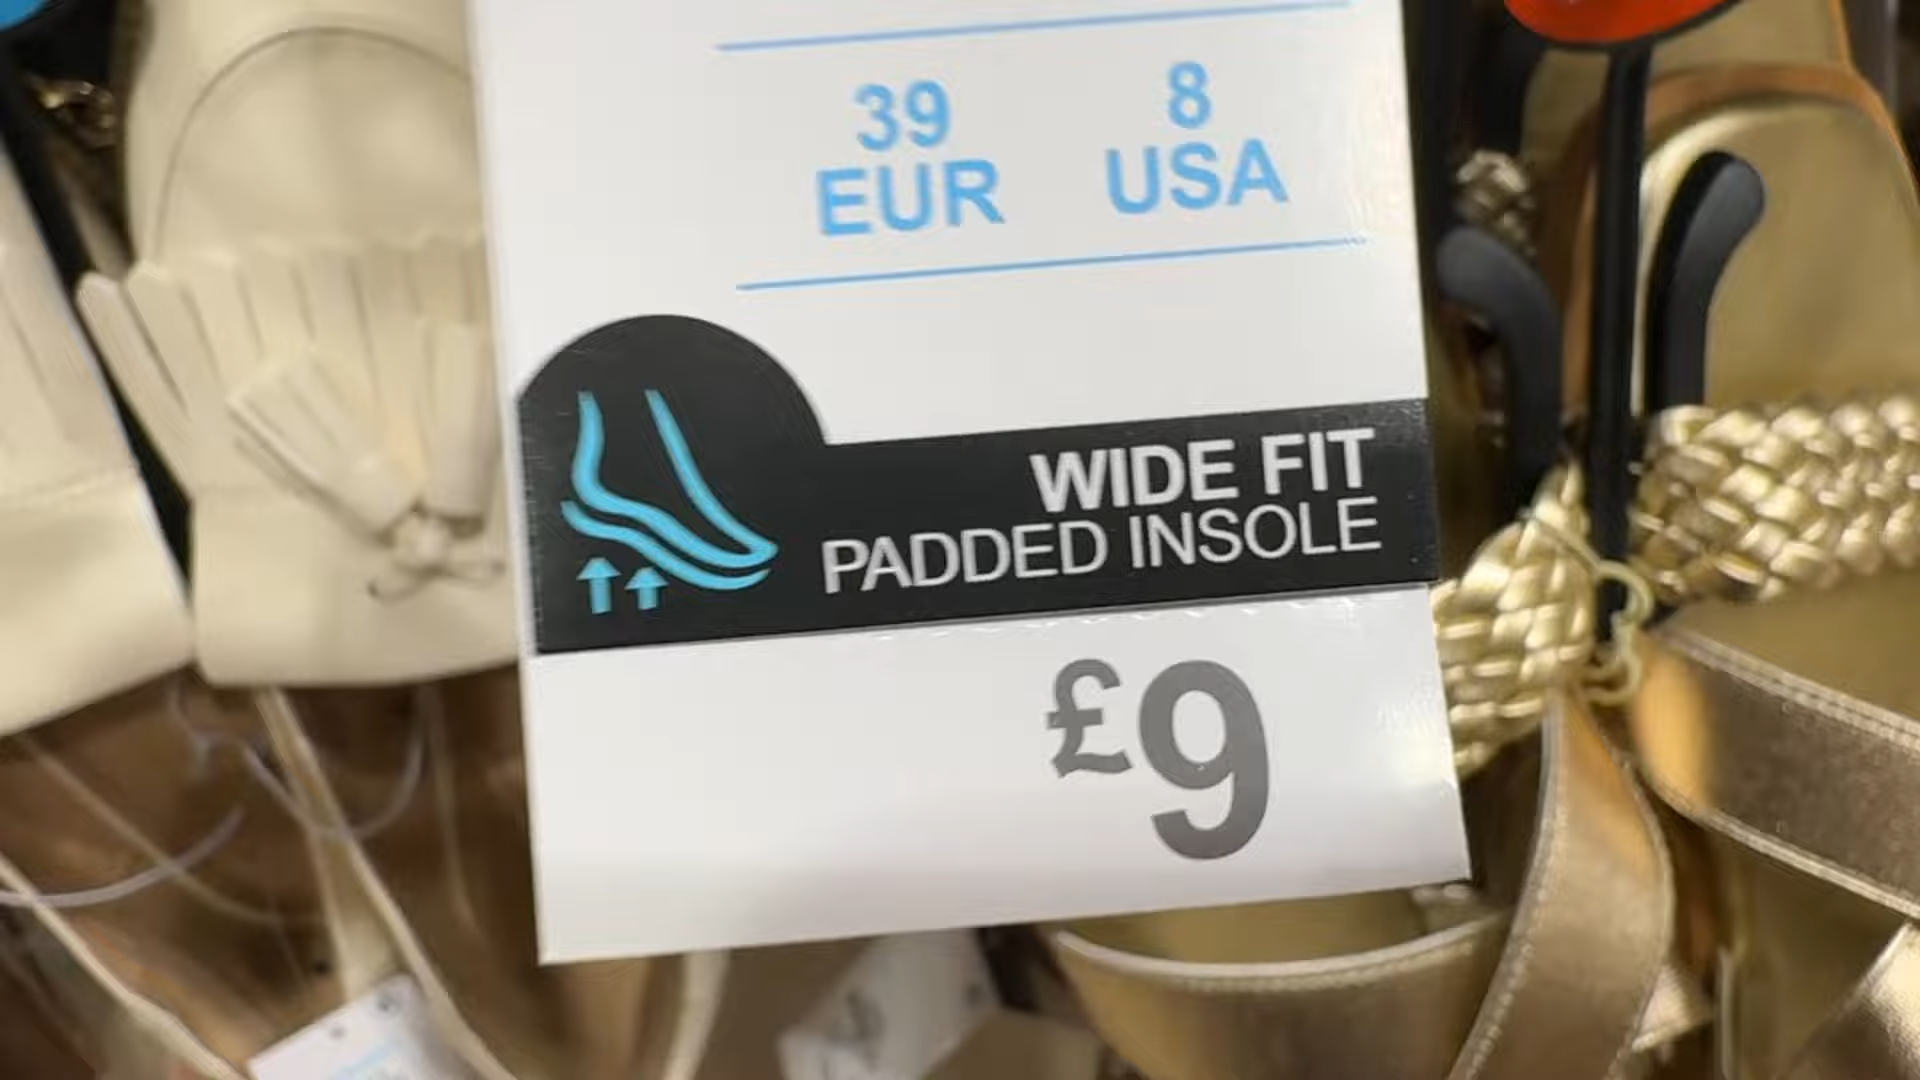 39 8
EUR USA
WIDE FIT
PADDED INSOLE
£9